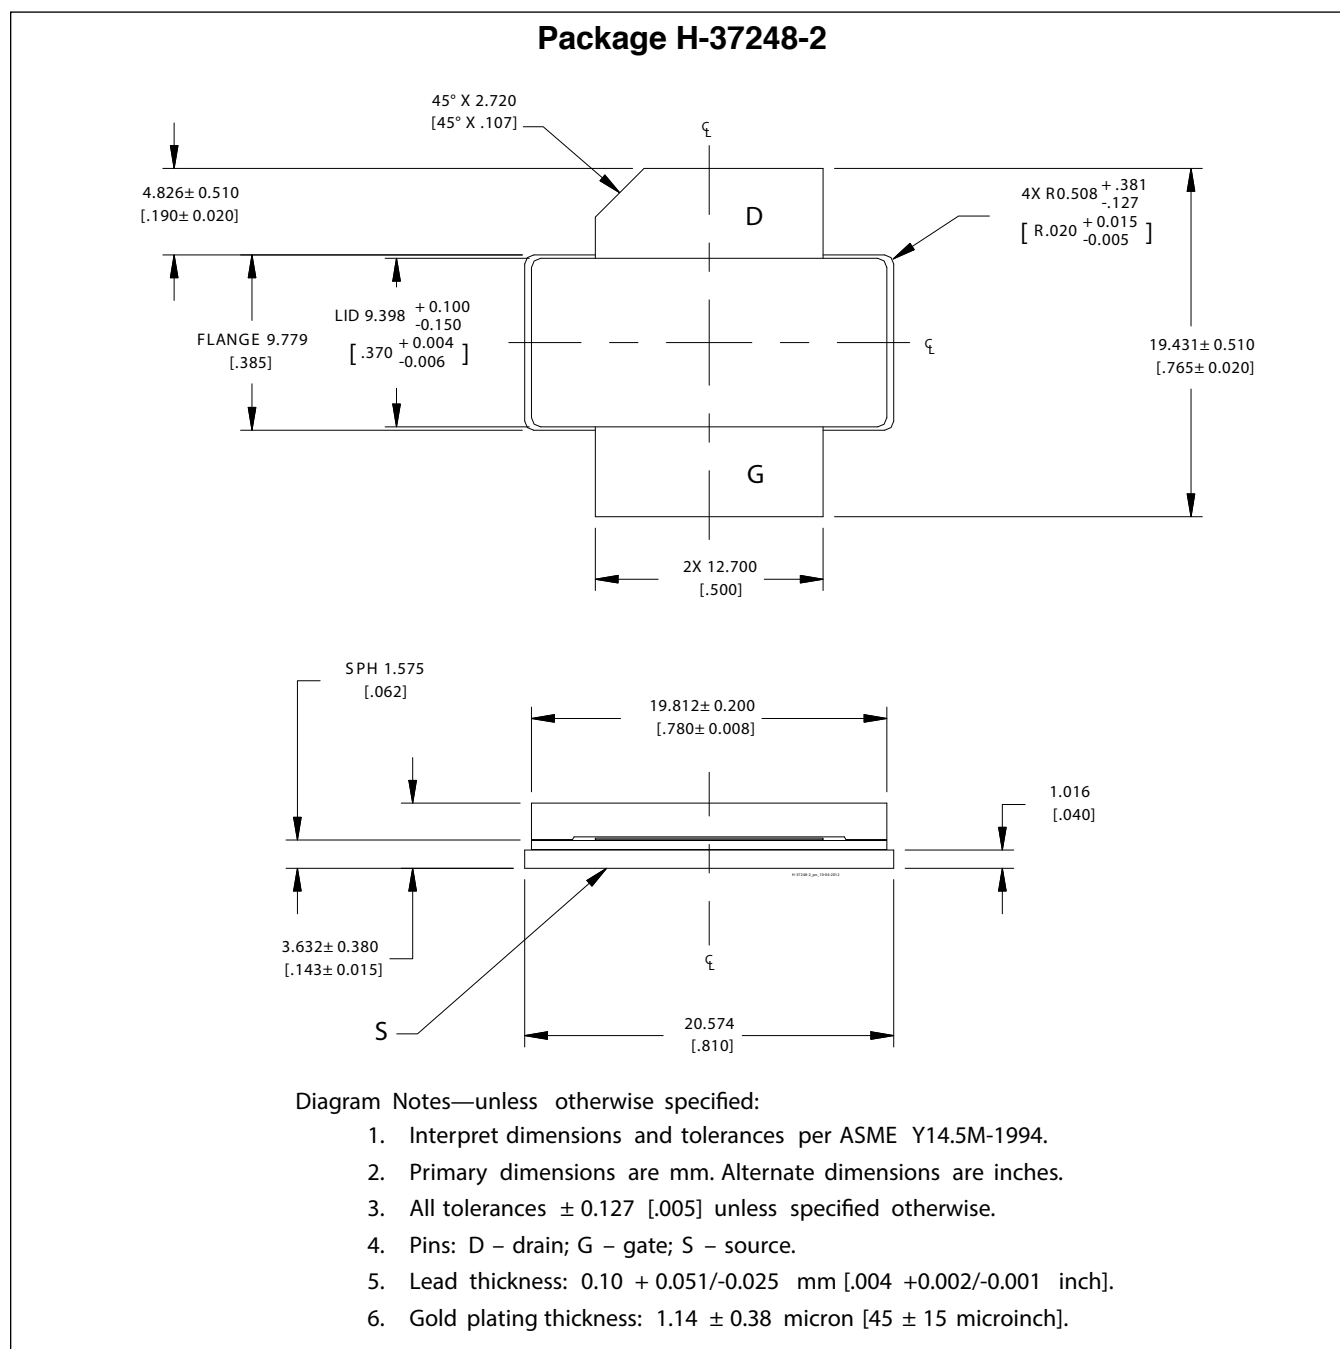 Package H-37248-2
45° X 2.720
[45° X .107]
℄
4.826± 0.510
[.190± 0.020]
D
4X R0.508 + .381
-.127
[ R.020 + 0.015
-0.005 ]
FLANGE 9.779
[.385]
LID 9.398 + 0.100
-0.150
[ .370 + 0.004
-0.006 ]
℄
19.431± 0.510
[.765± 0.020]
G
2X 12.700
[.500]
SPH 1.575
[.062]
19.812± 0.200
[.780± 0.008]
1.016
[.040]
3.632± 0.380
[.143± 0.015]
℄
S
20.574
[.810]
Diagram Notes—unless otherwise specified:
1. Interpret dimensions and tolerances per ASME Y14.5M-1994.
2. Primary dimensions are mm. Alternate dimensions are inches.
3. All tolerances ± 0.127 [.005] unless specified otherwise.
4. Pins: D – drain; G – gate; S – source.
5. Lead thickness: 0.10 + 0.051/-0.025 mm [.004 +0.002/-0.001 inch].
6. Gold plating thickness: 1.14 ± 0.38 micron [45 ± 15 microinch].